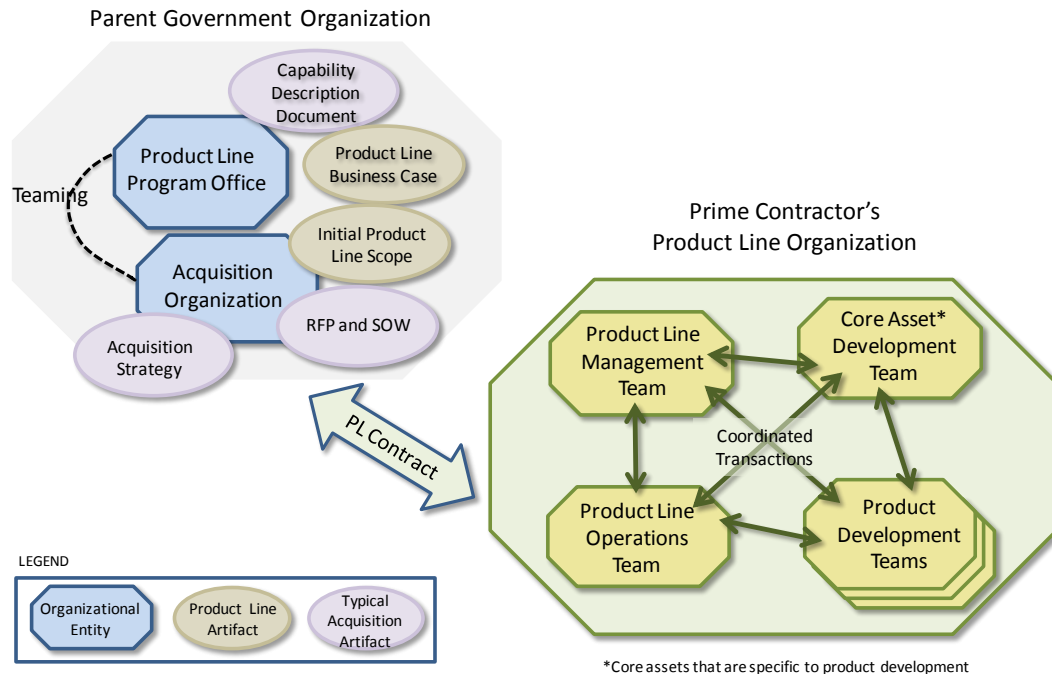 Parent Government Organization
Capability
Description
Document
Product Line
Program Office
Product Line
Business Case
Teaming
Initial Product
Line Scope
Acquisition
Organization
RFP and SOW
Acquisition
Strategy
PL Contract
Prime Contractor's
Product Line Organization
Product Line
Management
Team
Core Asset*
Development
Team
Coordinated
Transactions
Product Line
Operations
Team
Product
Development
Teams
LEGEND
Organizational
Entity
Product Line
Artifact
Typical
Acquisition
Artifact
*Core assets that are specific to product development